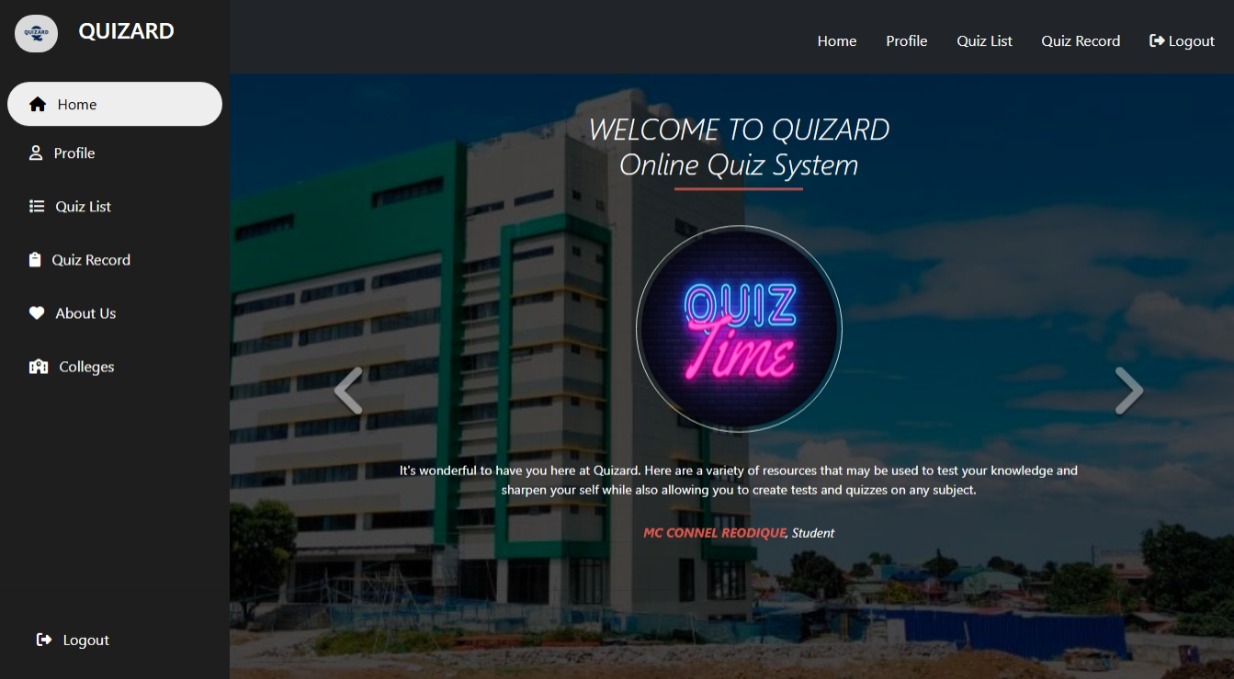 QUIZARD
QUIZARD
Home Profile Quiz List Quiz Record Logout
Home
Profile
Quiz List
Quiz Record
About Us
Colleges
Logout
WELCOME TO QUIZARD
Online Quiz System
QUIZ
Time
It's wonderful to have you here at Quizard. Here are a variety of resources that may be used to test your knowledge and
sharpen your self while also allowing you to create tests and quizzes on any subject.
MC CONNEL REODIQUE, Student